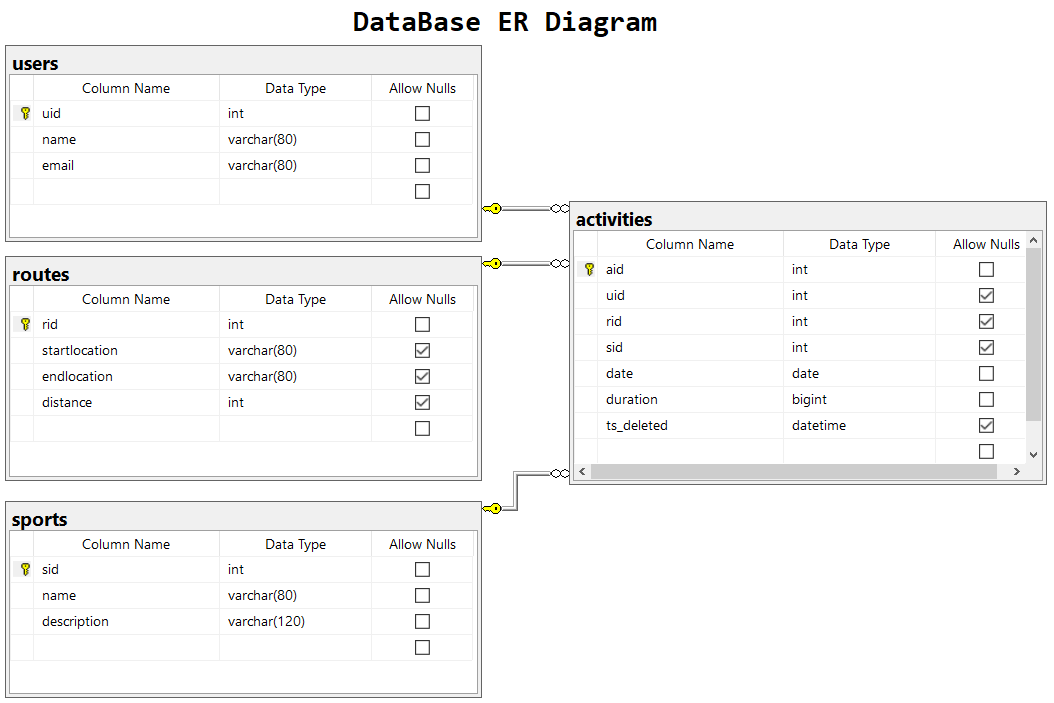 DataBase ER Diagram
users
Column Name Data Type Allow Nulls
uid int
name varchar(80)
email varchar(80)
routes
Column Name Data Type Allow Nulls
rid int
startlocation varchar(80)
endlocation varchar(80)
distance int
sports
Column Name Data Type Allow Nulls
sid int
name varchar(80)
description varchar(120)
activities
Column Name Data Type Allow Nulls
aid int
uid int
rid int
sid int
date date
duration bigint
ts_deleted datetime